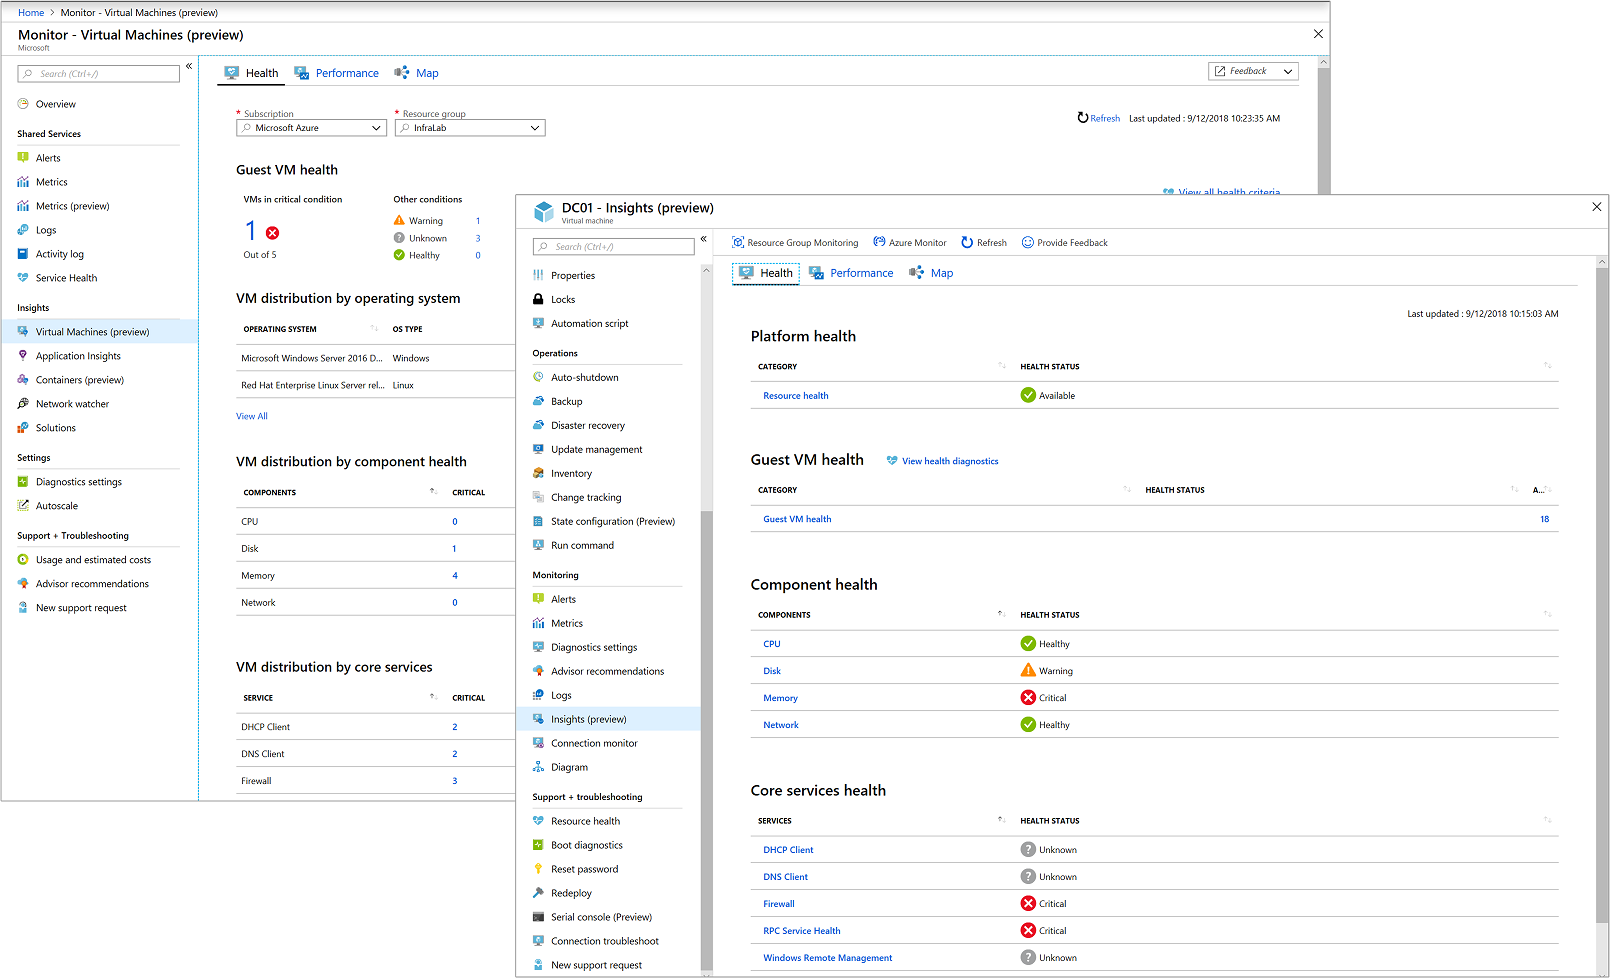 Home > Monitor - Virtual Machines (preview)
Monitor - Virtual Machines (preview)
Microsoft
Search (Ctrl+/)
«
Overview
Shared Services
Alerts
Metrics
Metrics (preview)
Logs
Activity log
Service Health
Insights
Virtual Machines (preview)
Application Insights
Containers (preview)
Network watcher
Solutions
Settings
Diagnostics settings
Autoscale
Support + Troubleshooting
Usage and estimated costs
Advisor recommendations
New support request
Health Performance Map
Feedback
* Subscription * Resource group
Microsoft Azure InfraLab
Refresh Last updated : 9/12/2018 10:23:35 AM
Guest VM health
View all health criteria
VMs in critical condition Other conditions
1
Out of 5
Warning 1
Unknown 3
Healthy 0
VM distribution by operating system
OPERATING SYSTEM OS TYPE
Microsoft Windows Server 2016 D... Windows
Red Hat Enterprise Linux Server rel... Linux
View All
VM distribution by component health
COMPONENTS CRITICAL
CPU 0
Disk 1
Memory 4
Network 0
VM distribution by core services
SERVICE CRITICAL
DHCP Client 2
DNS Client 2
Firewall 3
DC01 - Insights (preview)
Virtual machine
Search (Ctrl+/)
«
Properties
Locks
Automation script
Operations
Auto-shutdown
Backup
Disaster recovery
Update management
Inventory
Change tracking
State configuration (Preview)
Run command
Monitoring
Alerts
Metrics
Diagnostics settings
Advisor recommendations
Logs
Insights (preview)
Connection monitor
Diagram
Support + troubleshooting
Resource health
Boot diagnostics
Reset password
Redeploy
Serial console (Preview)
Connection troubleshoot
New support request
Resource Group Monitoring Azure Monitor Refresh Provide Feedback
Health Performance Map
Last updated : 9/12/2018 10:15:03 AM
Platform health
CATEGORY HEALTH STATUS
Resource health Available
Guest VM health View health diagnostics
CATEGORY HEALTH STATUS A...
Guest VM health 18
Component health
COMPONENTS HEALTH STATUS
CPU Healthy
Disk Warning
Memory Critical
Network Healthy
Core services health
SERVICES HEALTH STATUS
DHCP Client Unknown
DNS Client Unknown
Firewall Critical
RPC Service Health Critical
Windows Remote Management Unknown